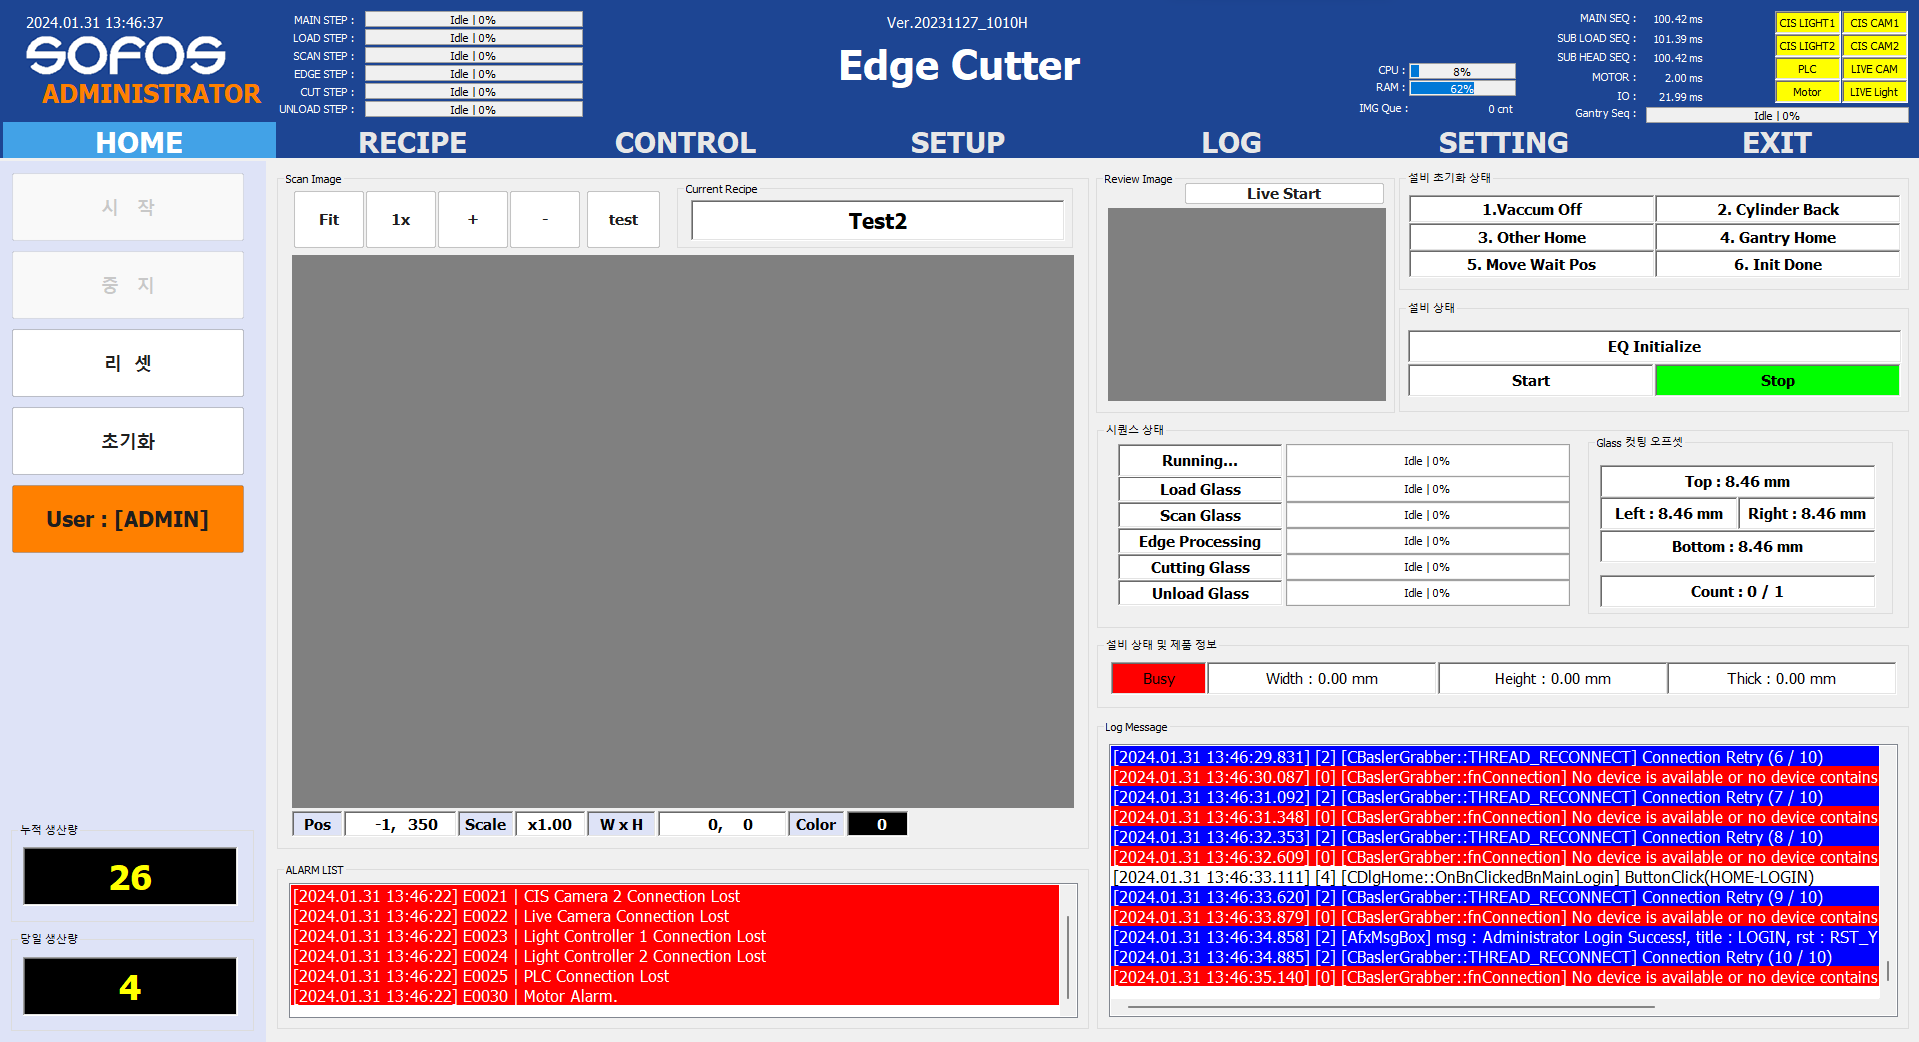 2024.01.31 13:46:37
SOFOS
ADMINISTRATOR
MAIN STEP : Idle | 0%
LOAD STEP : Idle | 0%
SCAN STEP : Idle | 0%
EDGE STEP : Idle | 0%
CUT STEP : Idle | 0%
UNLOAD STEP : Idle | 0%
Ver.20231127_1010H
Edge Cutter
CPU : 8%
RAM : 62%
IMG Que : 0 cnt
MAIN SEQ : 100.42 ms
SUB LOAD SEQ : 101.39 ms
SUB HEAD SEQ : 100.42 ms
MOTOR : 2.00 ms
IO : 21.99 ms
Gantry Seq : Idle | 0%
CIS LIGHT1 CIS CAM1
CIS LIGHT2 CIS CAM2
PLC LIVE CAM
Motor LIVE Light
HOME RECIPE CONTROL SETUP LOG SETTING EXIT
시 작
중 지
리 셋
초기화
User : [ADMIN]
누적 생산량
26
당일 생산량
4
Scan Image
Fit 1x + - test
Current Recipe
Test2
Pos -1, 350 Scale x1.00 W x H 0, 0 Color 0
ALARM LIST
[2024.01.31 13:46:22] E0021 | CIS Camera 2 Connection Lost
[2024.01.31 13:46:22] E0022 | Live Camera Connection Lost
[2024.01.31 13:46:22] E0023 | Light Controller 1 Connection Lost
[2024.01.31 13:46:22] E0024 | Light Controller 2 Connection Lost
[2024.01.31 13:46:22] E0025 | PLC Connection Lost
[2024.01.31 13:46:22] E0030 | Motor Alarm.
Review Image
Live Start
설비 초기화 상태
1.Vaccum Off 2. Cylinder Back
3. Other Home 4. Gantry Home
5. Move Wait Pos 6. Init Done
설비 상태
EQ Initialize
Start Stop
시퀀스 상태
Running... Idle | 0%
Load Glass Idle | 0%
Scan Glass Idle | 0%
Edge Processing Idle | 0%
Cutting Glass Idle | 0%
Unload Glass Idle | 0%
Glass 컷팅 오프셋
Top : 8.46 mm
Left : 8.46 mm Right : 8.46 mm
Bottom : 8.46 mm
Count : 0 / 1
설비 상태 및 제품 정보
Busy Width : 0.00 mm Height : 0.00 mm Thick : 0.00 mm
Log Message
[2024.01.31 13:46:29.831] [2] [CBaslerGrabber::THREAD_RECONNECT] Connection Retry (6 / 10)
[2024.01.31 13:46:30.087] [0] [CBaslerGrabber::fnConnection] No device is available or no device contains
[2024.01.31 13:46:31.092] [2] [CBaslerGrabber::THREAD_RECONNECT] Connection Retry (7 / 10)
[2024.01.31 13:46:31.348] [0] [CBaslerGrabber::fnConnection] No device is available or no device contains
[2024.01.31 13:46:32.353] [2] [CBaslerGrabber::THREAD_RECONNECT] Connection Retry (8 / 10)
[2024.01.31 13:46:32.609] [0] [CBaslerGrabber::fnConnection] No device is available or no device contains
[2024.01.31 13:46:33.111] [4] [CDlgHome::OnBnClickedBnMainLogin] ButtonClick(HOME-LOGIN)
[2024.01.31 13:46:33.620] [2] [CBaslerGrabber::THREAD_RECONNECT] Connection Retry (9 / 10)
[2024.01.31 13:46:33.879] [0] [CBaslerGrabber::fnConnection] No device is available or no device contains
[2024.01.31 13:46:34.858] [2] [AfxMsgBox] msg : Administrator Login Success!, title : LOGIN, rst : RST_Y
[2024.01.31 13:46:34.885] [2] [CBaslerGrabber::THREAD_RECONNECT] Connection Retry (10 / 10)
[2024.01.31 13:46:35.140] [0] [CBaslerGrabber::fnConnection] No device is available or no device contains